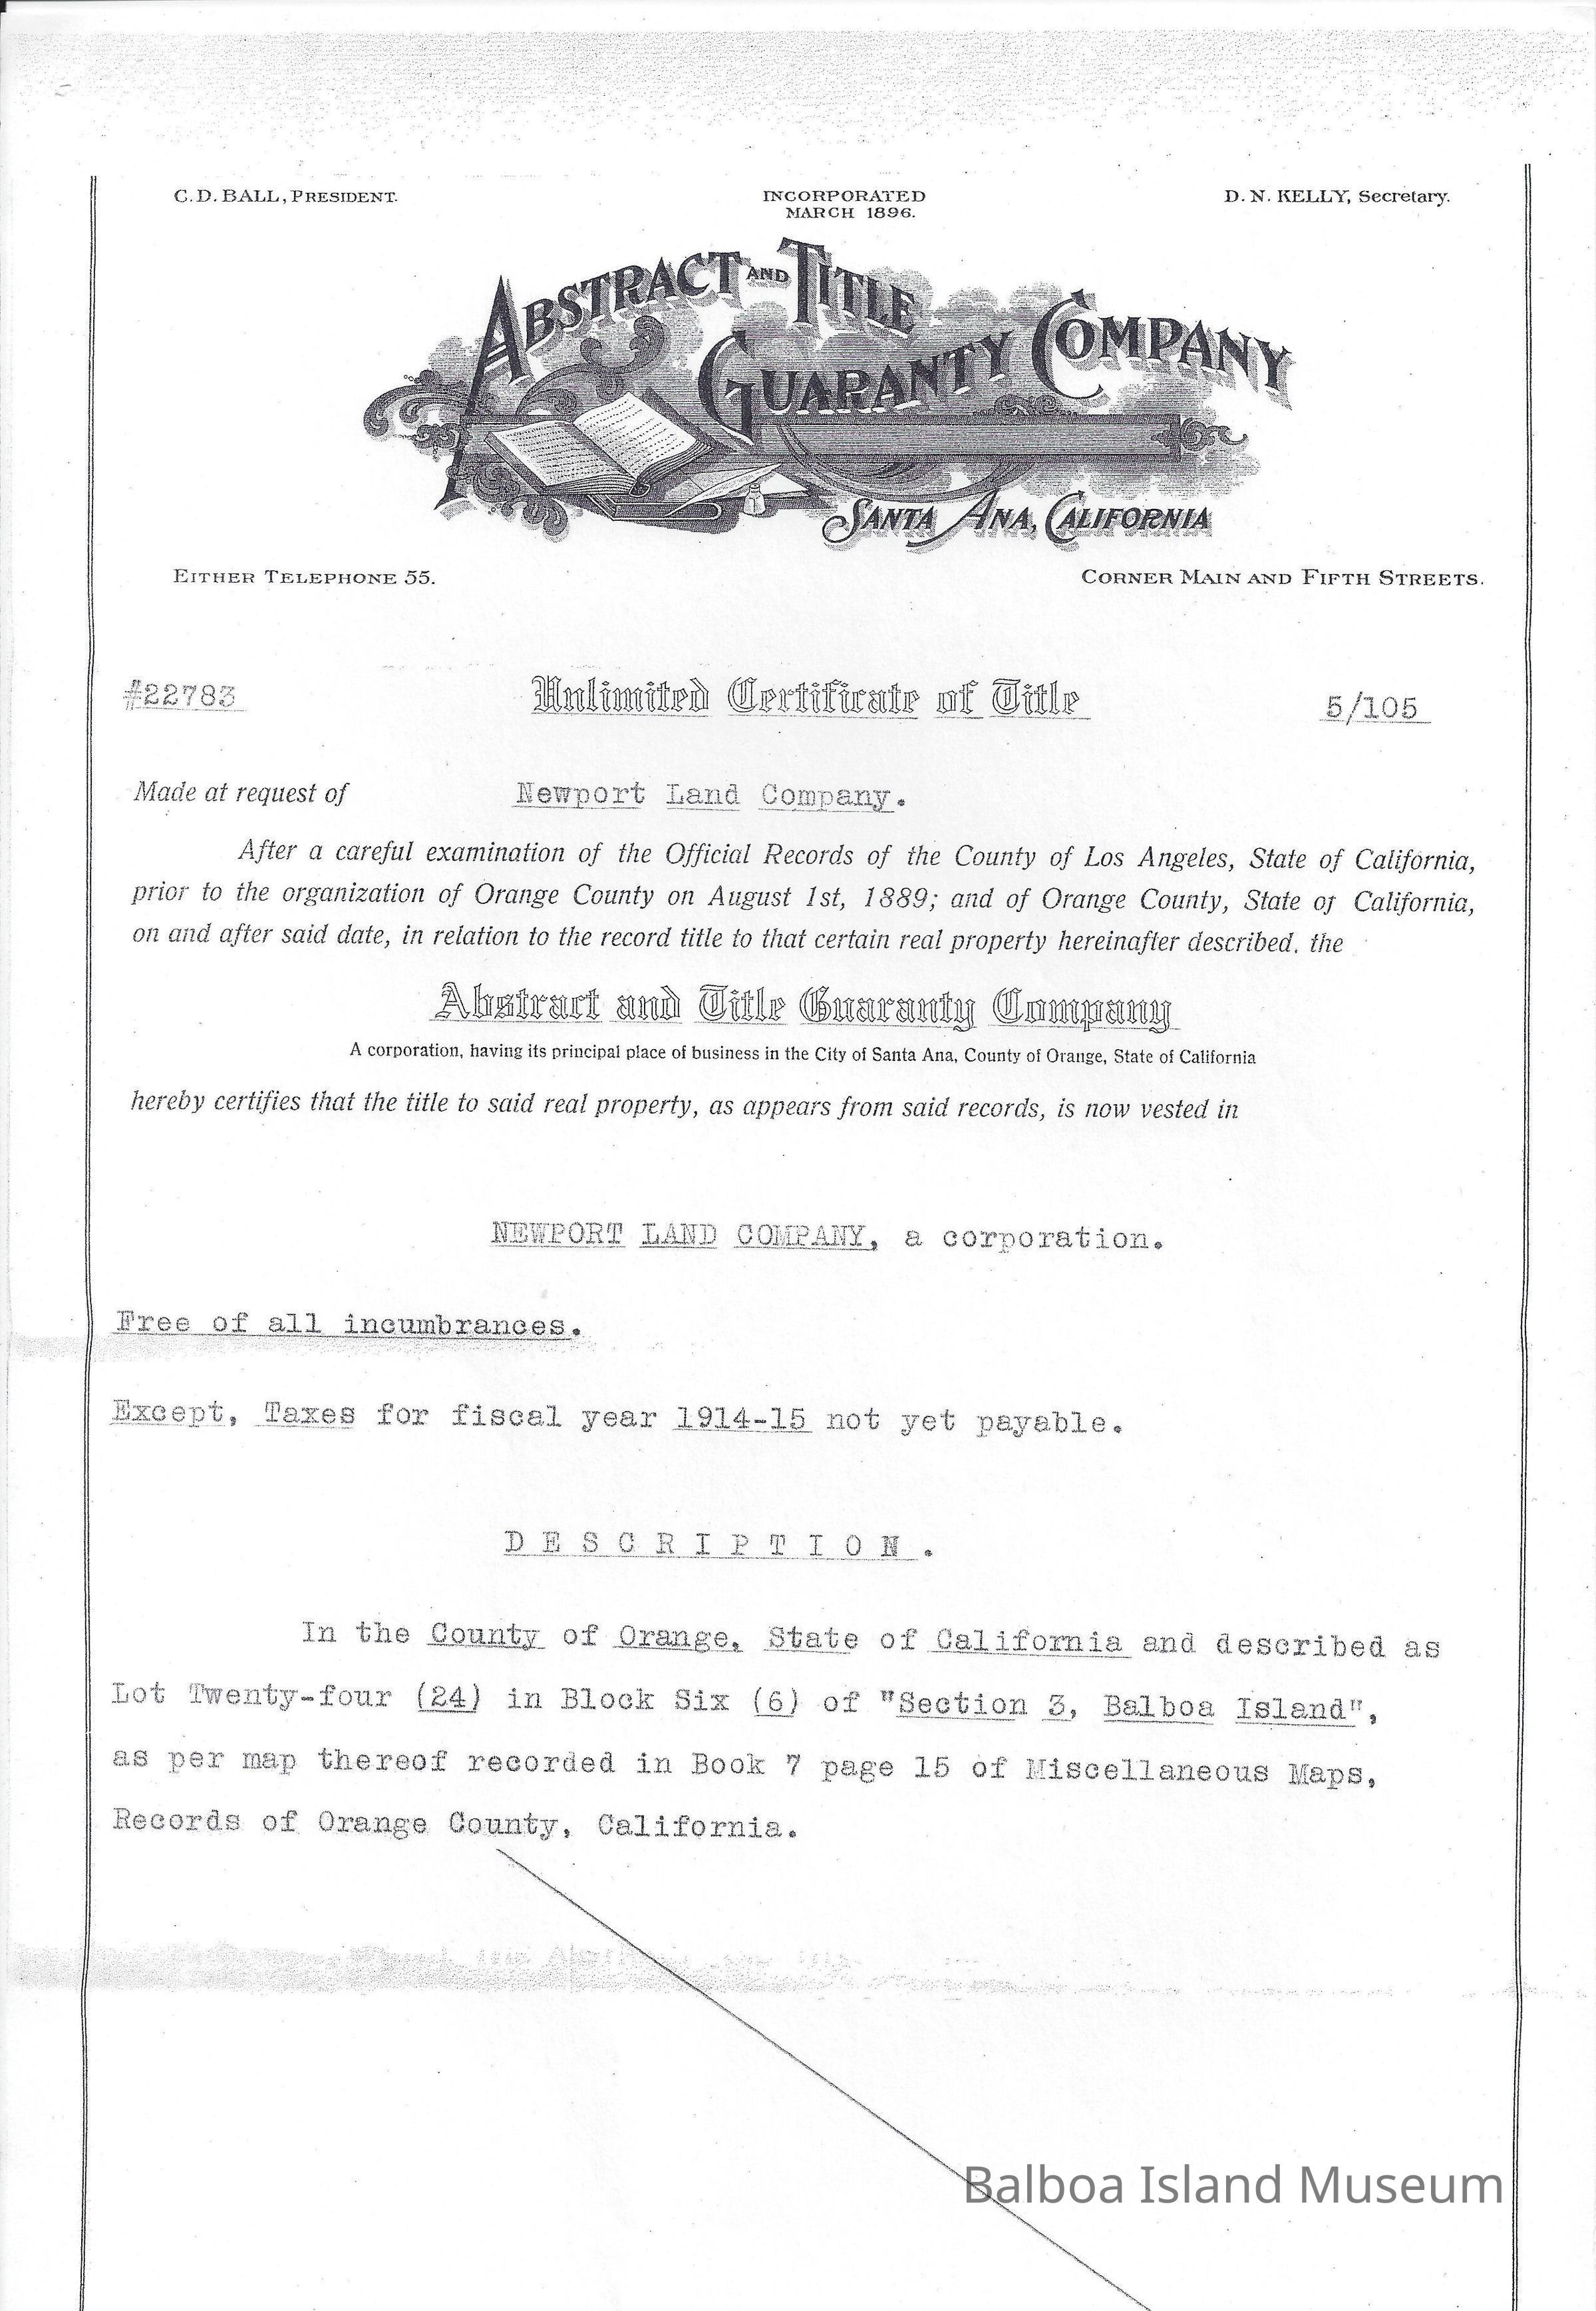 C. D. BALL, PRESIDENT.
INCORPORATED
MARCH 1896.
D. N. KELLY, Secretary.
ABSTRACT AND TITLE
GUARANTY COMPANY
SANTA ANA, CALIFORNIA
EITHER TELEPHONE 55.
CORNER MAIN AND FIFTH STREETS.
#22783
Unlimited Certificate of Title
5/105
Made at request of Newport Land Company.
After a careful examination of the Official Records of the County of Los Angeles, State of California,
prior to the organization of Orange County on August 1st, 1889; and of Orange County, State of California,
on and after said date, in relation to the record title to that certain real property hereinafter described. the
Abstract and Title Guaranty Company
A corporation, having its principal place of business in the City of Santa Ana, County of Orange, State of California
hereby certifies that the title to said real property, as appears from said records, is now vested in
NEWPORT LAND COMPANY, a corporation.
Free of all incumbrances.
Except, Taxes for fiscal year 1914-15 not yet payable.
D E S C R I P T I O N .
In the County of Orange, State of California and described as
Lot Twenty-four (24) in Block Six (6) of "Section 3, Balboa Island",
as per map thereof recorded in Book 7 page 15 of Miscellaneous Maps,
Records of Orange County, California.
Balboa Island Museum